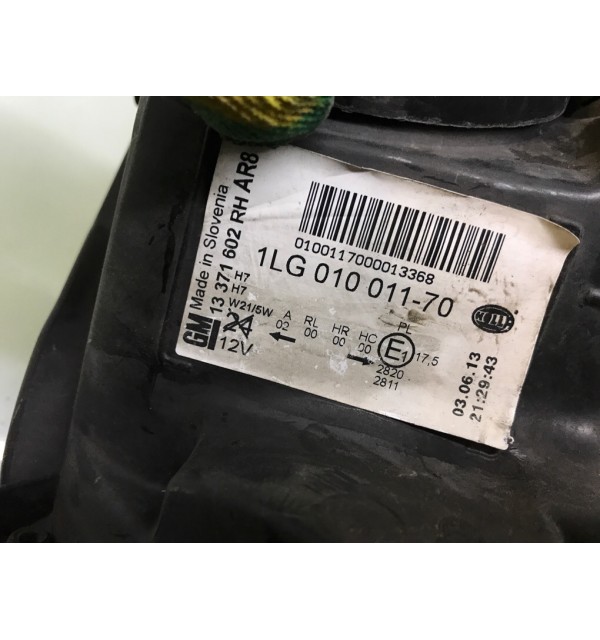 0100117000013368
1LG 010 011-70
HELLA
GM
Made in Slovenia
13 371 602 RH AR8
H7
H7
W21/5W
24
12V
A RL HR HC PL
02 00 00 00 E1 17,5
2820
2811
03.06.13
21:29:43